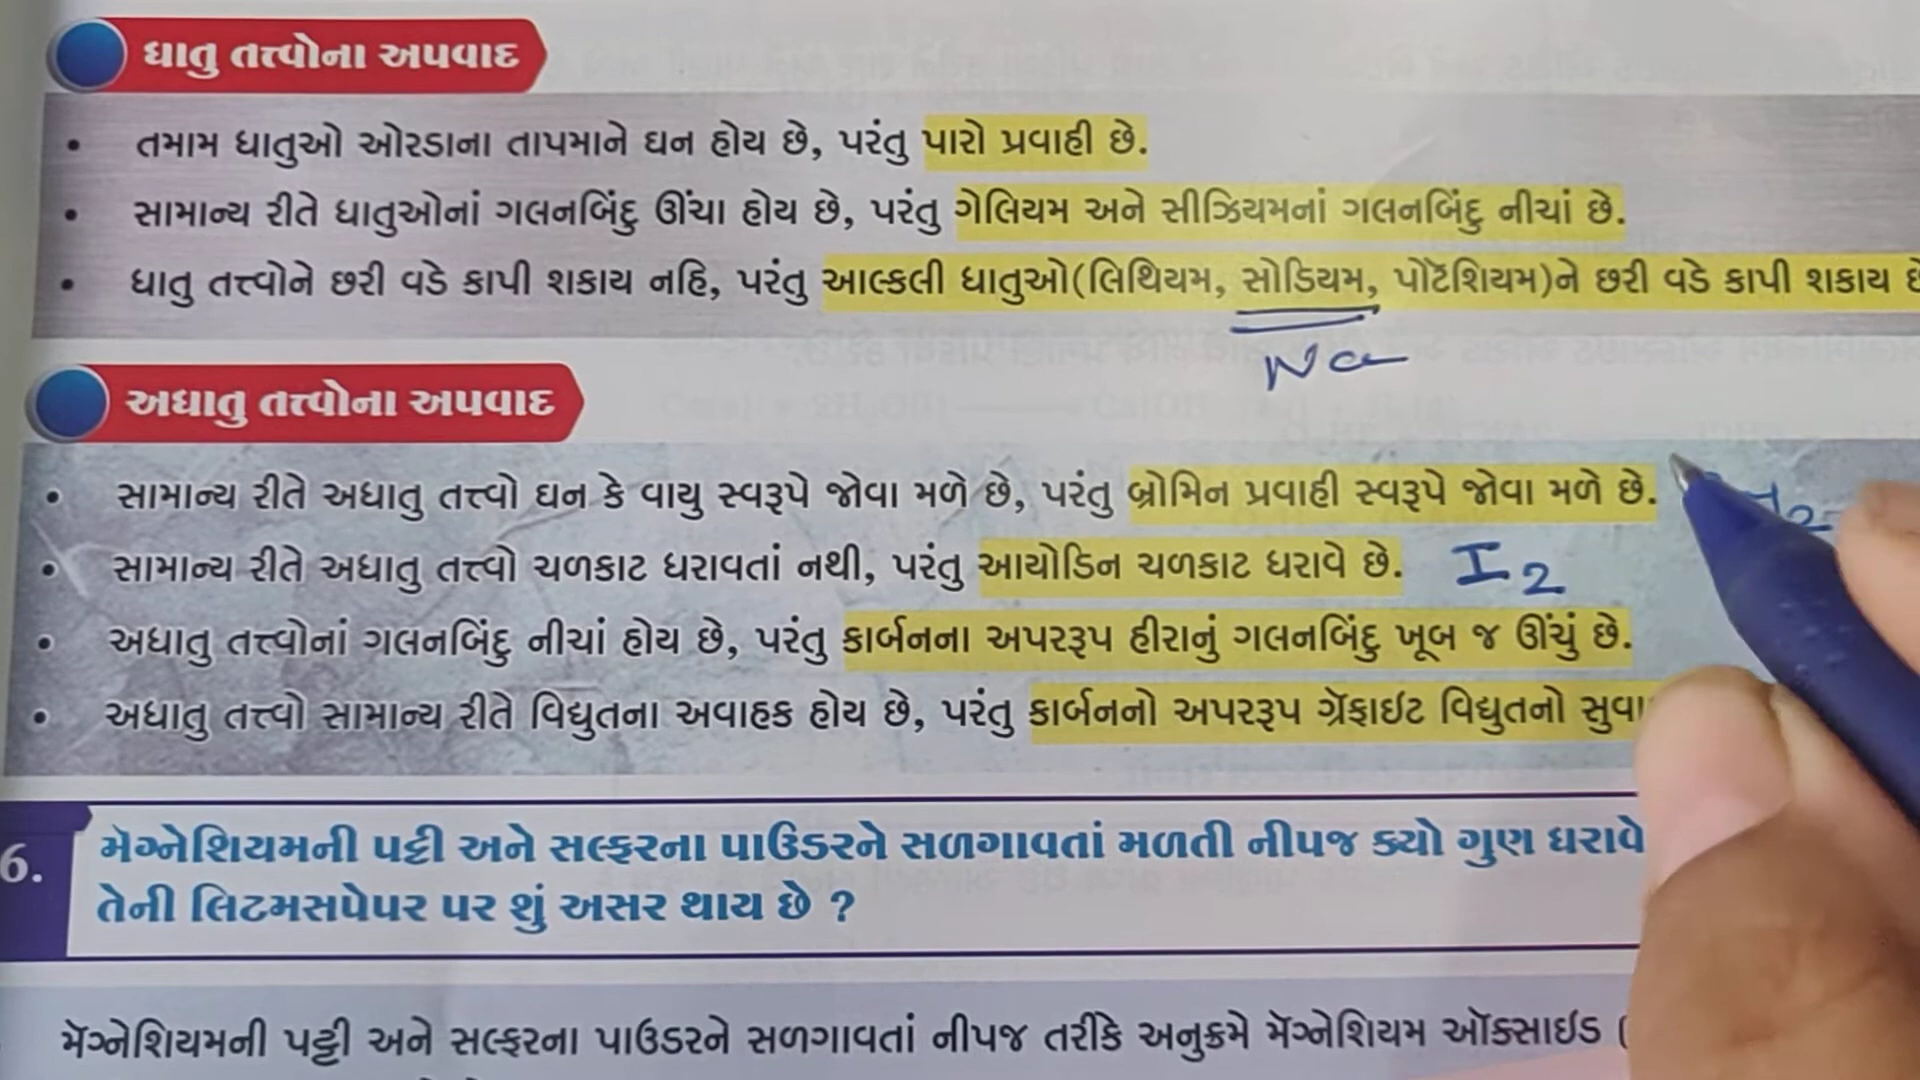 ધાતુ તત્ત્વોના અપવાદ
• તમામ ધાતુઓ ઓરડાના તાપમાને ઘન હોય છે, પરંતુ પારો પ્રવાહી છે.
• સામાન્ય રીતે ધાતુઓનાં ગલનબિંદુ ઊંચા હોય છે, પરંતુ ગેલિયમ અને સીઝિયમનાં ગલનબિંદુ નીચાં છે.
• ધાતુ તત્ત્વોને છરી વડે કાપી શકાય નહિ, પરંતુ આલ્કલી ધાતુઓ(લિથિયમ, સોડિયમ, પોટૅશિયમ)ને છરી વડે કાપી શકાય
Na
અધાતુ તત્ત્વોના અપવાદ
• સામાન્ય રીતે અધાતુ તત્ત્વો ઘન કે વાયુ સ્વરૂપે જોવા મળે છે, પરંતુ બ્રોમિન પ્રવાહી સ્વરૂપે જોવા મળે છે.
• સામાન્ય રીતે અધાતુ તત્ત્વો ચળકાટ ધરાવતાં નથી, પરંતુ આયોડિન ચળકાટ ધરાવે છે. I2
• અધાતુ તત્ત્વોનાં ગલનબિંદુ નીચાં હોય છે, પરંતુ કાર્બનના અપરરૂપ હીરાનું ગલનબિંદુ ખૂબ જ ઊંચું છે.
• અધાતુ તત્ત્વો સામાન્ય રીતે વિદ્યુતના અવાહક હોય છે, પરંતુ કાર્બનનો અપરરૂપ ગ્રૅફાઇટ વિદ્યુતનો
6. મૅગ્નેશિયમની પટ્ટી અને સલ્ફરના પાઉડરને સળગાવતાં મળતી નીપજ ક્યો ગુણ ધરાવે
તેની લિટમસપેપર પર શું અસર થાય છે ?
મૅગ્નેશિયમની પટ્ટી અને સલ્ફરના પાઉડરને સળગાવતાં નીપજ તરીકે અનુક્રમે મૅગ્નેશિયમ ઑક્સાઇડ (